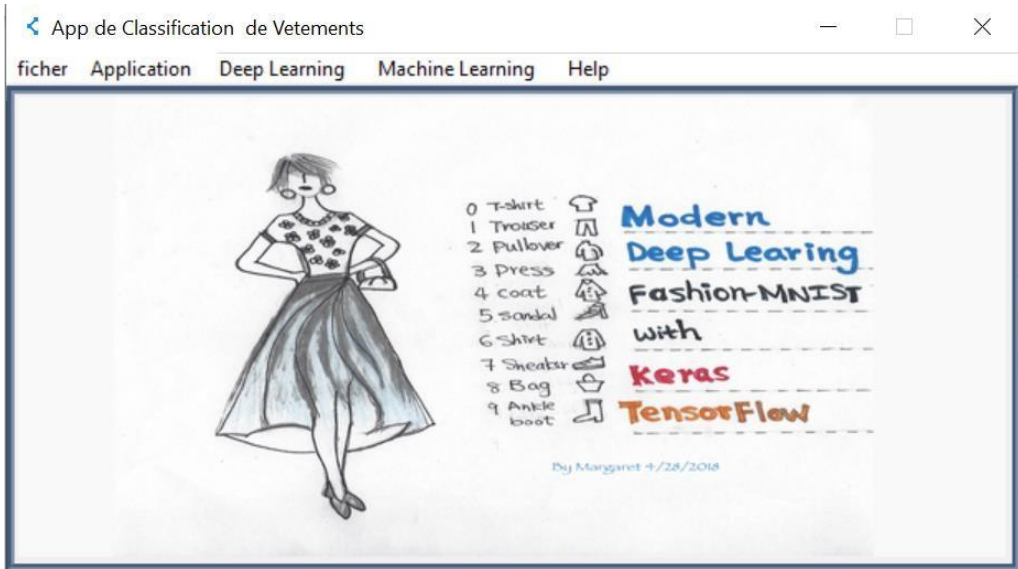 App de Classification de Vetements
ficher Application Deep Learning Machine Learning Help
0 T-shirt
1 Trouser
2 Pullover
3 Dress
4 Coat
5 Sandal
6 Shirt
7 Sneaker
8 Bag
9 Ankle
boot
Modern
Deep Learing
Fashion-MNIST
with
Keras
TensorFlow
By Margaret 4/28/2018